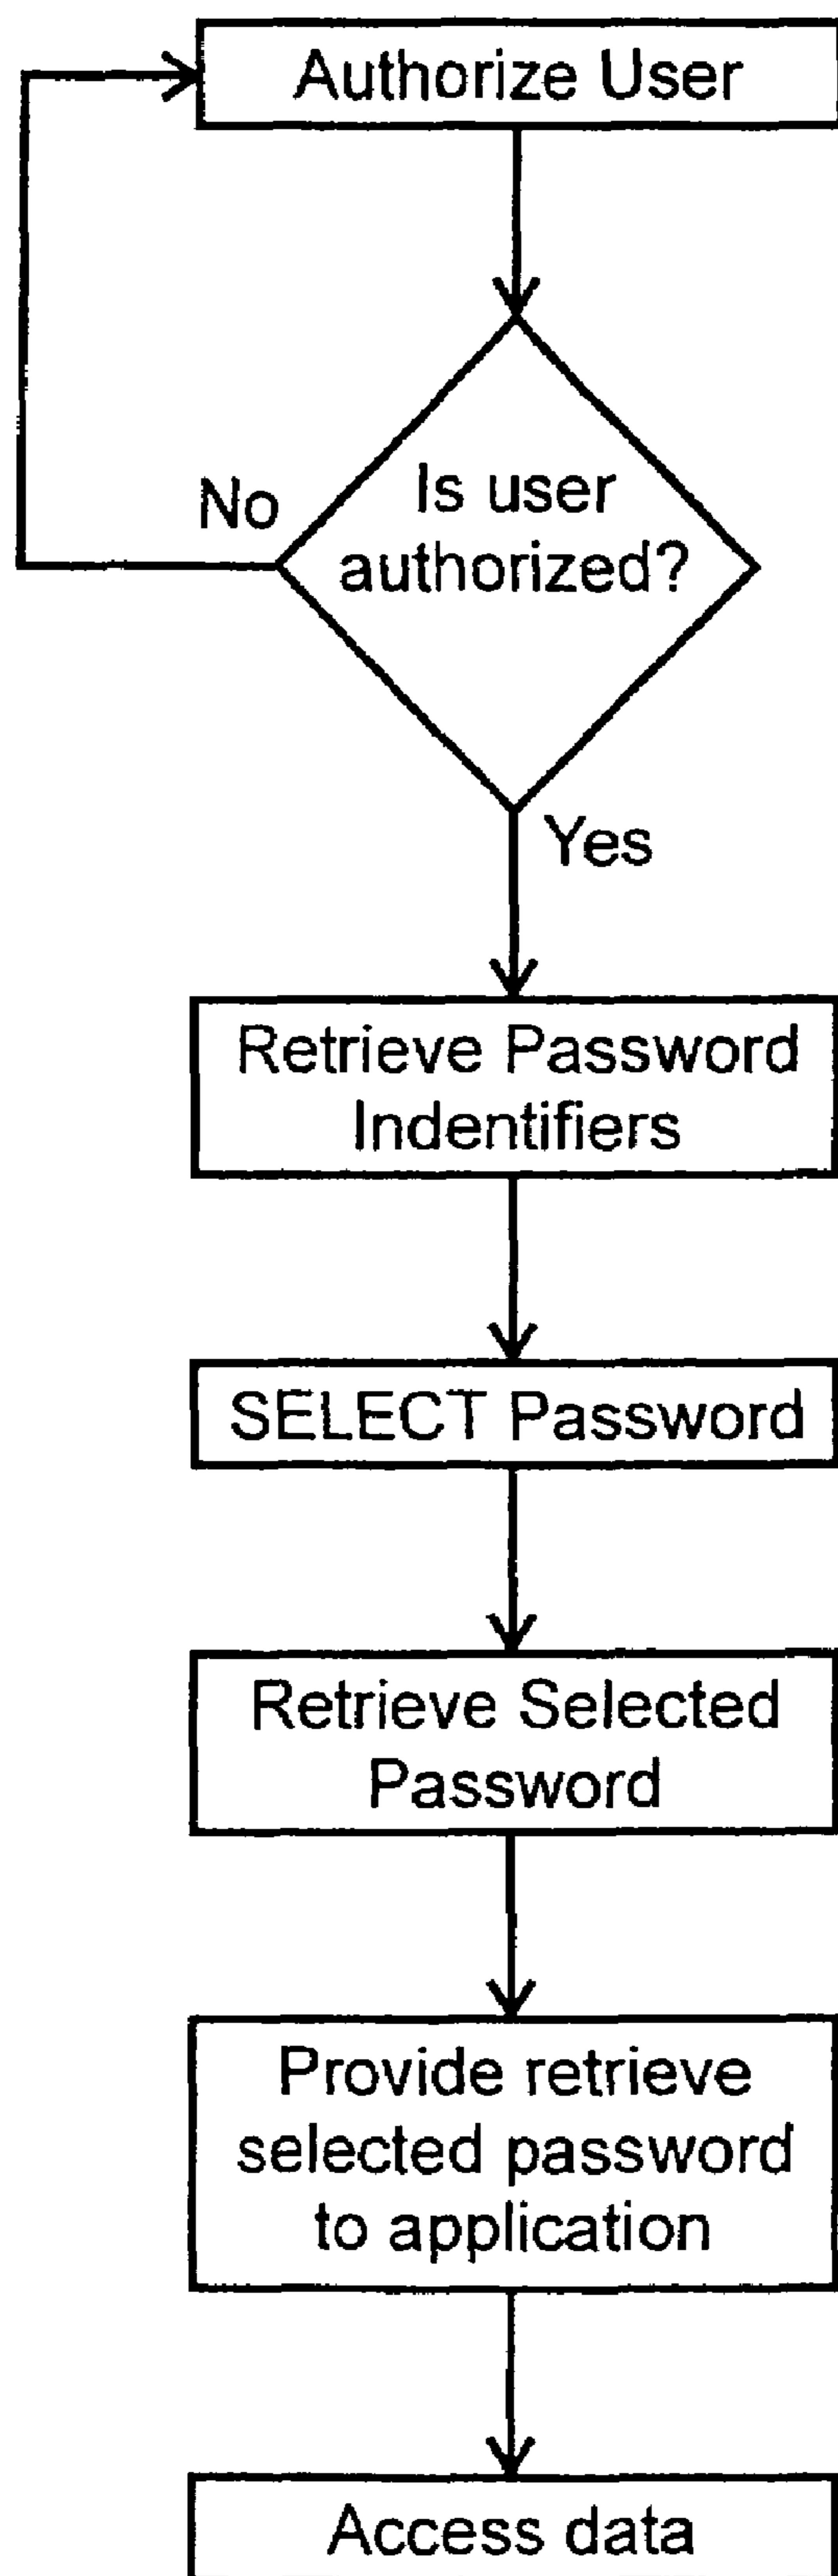 Authorize User
Is user
authorized?
No
Yes
Retrieve Password
Indentifiers
SELECT Password
Retrieve Selected
Password
Provide retrieve
selected password
to application
Access data